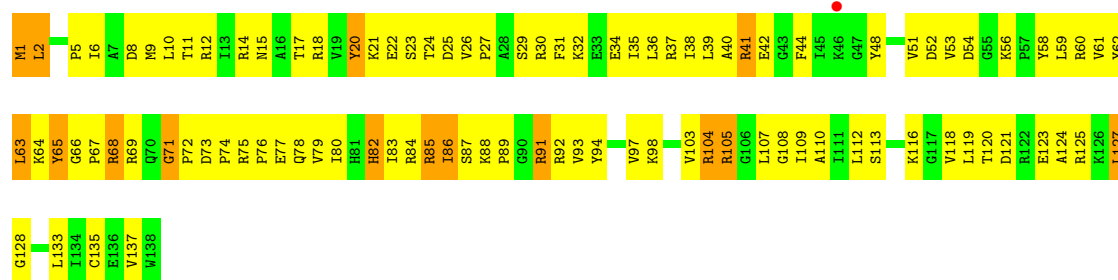 M1 L2 P5 I6 A7 D8 M9 L10 T11 R12 I13 R14 N15 A16 T17 R18 V19 Y20 K21 E22 S23 T24 D25 V26 P27 A28 S29 R30 F31 K32 E33 E34 I35 L36 R37 I38 L39 A40 R41 E42 G43 F44 I45 K46 G47 Y48 V51 D52 V53 D54 G55 K56 P57 Y58 L59 R60 V61 Y62
L63 K64 Y65 G66 P67 R68 R69 Q70 G71 P72 D73 P74 R75 P76 E77 Q78 V79 I80 H81 H82 I83 R84 R85 I86 S87 K88 P89 G90 R91 R92 V93 Y94 V97 K98 V103 R104 R105 G106 L107 G108 I109 A110 I111 L112 S113 K116 G117 V118 L119 T120 D121 R122 E123 A124 R125 K126 L127
G128 L133 I134 C135 E136 V137 W138